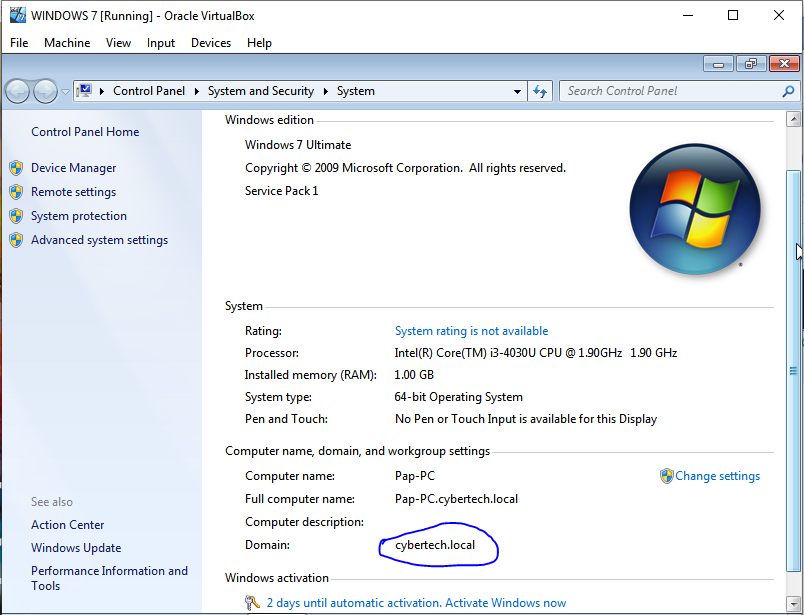 WINDOWS 7 [Running] - Oracle VirtualBox
File Machine View Input Devices Help
Control Panel System and Security System
Search Control Panel
Control Panel Home
Device Manager
Remote settings
System protection
Advanced system settings
See also
Action Center
Windows Update
Performance Information and
Tools
Windows edition
Windows 7 Ultimate
Copyright © 2009 Microsoft Corporation. All rights reserved.
Service Pack 1
System
Rating: System rating is not available
Processor: Intel(R) Core(TM) i3-4030U CPU @ 1.90GHz 1.90 GHz
Installed memory (RAM): 1.00 GB
System type: 64-bit Operating System
Pen and Touch: No Pen or Touch Input is available for this Display
Computer name, domain, and workgroup settings
Computer name: Pap-PC Change settings
Full computer name: Pap-PC.cybertech.local
Computer description:
Domain: cybertech.local
Windows activation
2 days until automatic activation. Activate Windows now